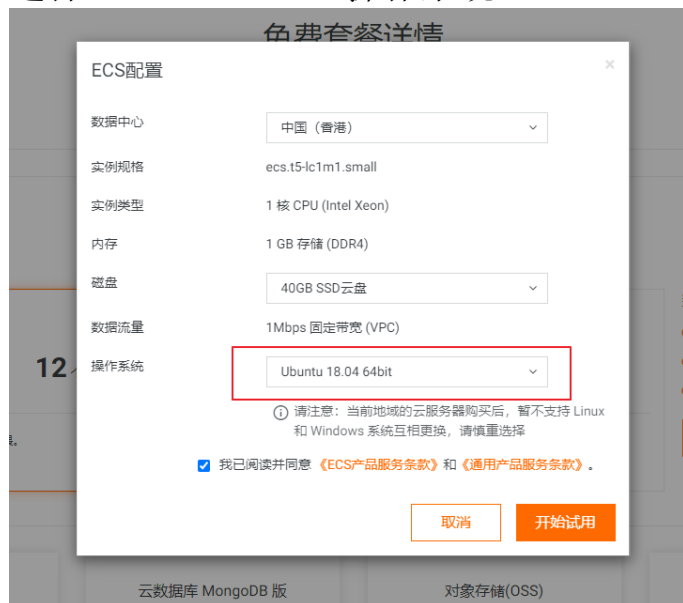 免费套餐详情
ECS配置
×
数据中心
中国（香港）
实例规格
ecs.t5-lc1m1.small
实例类型
1 核 CPU (Intel Xeon)
内存
1 GB 存储 (DDR4)
磁盘
40GB SSD云盘
数据流量
1Mbps 固定带宽 (VPC)
12
操作系统
Ubuntu 18.04 64bit
请注意：当前地域的云服务器购买后，暂不支持 Linux
和 Windows 系统互相更换，请慎重选择
我已阅读并同意《ECS产品服务条款》和《通用产品服务条款》。
取消
开始试用
云数据库 MongoDB 版
对象存储(OSS)